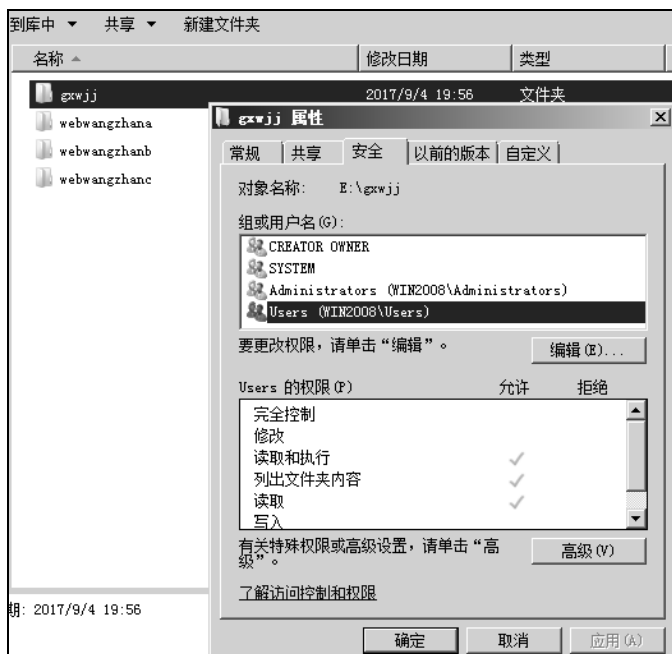 到库中 ▼ 共享 ▼ 新建文件夹
名称 修改日期 类型
gxwjj 2017/9/4 19:56 文件夹
webwangzhana
webwangzhanb
webwangzhanc
gxwjj 属性
常规 共享 安全 以前的版本 自定义
对象名称: E:\gxwjj
组或用户名(G):
CREATOR OWNER
SYSTEM
Administrators (WIN2008\Administrators)
Users (WIN2008\Users)
要更改权限，请单击“编辑”。 编辑(E)...
Users 的权限(P) 允许 拒绝
完全控制
修改
读取和执行
列出文件夹内容
读取
写入
有关特殊权限或高级设置，请单击“高
级”。
高级(V)
了解访问控制和权限
期: 2017/9/4 19:56
确定 取消 应用(A)